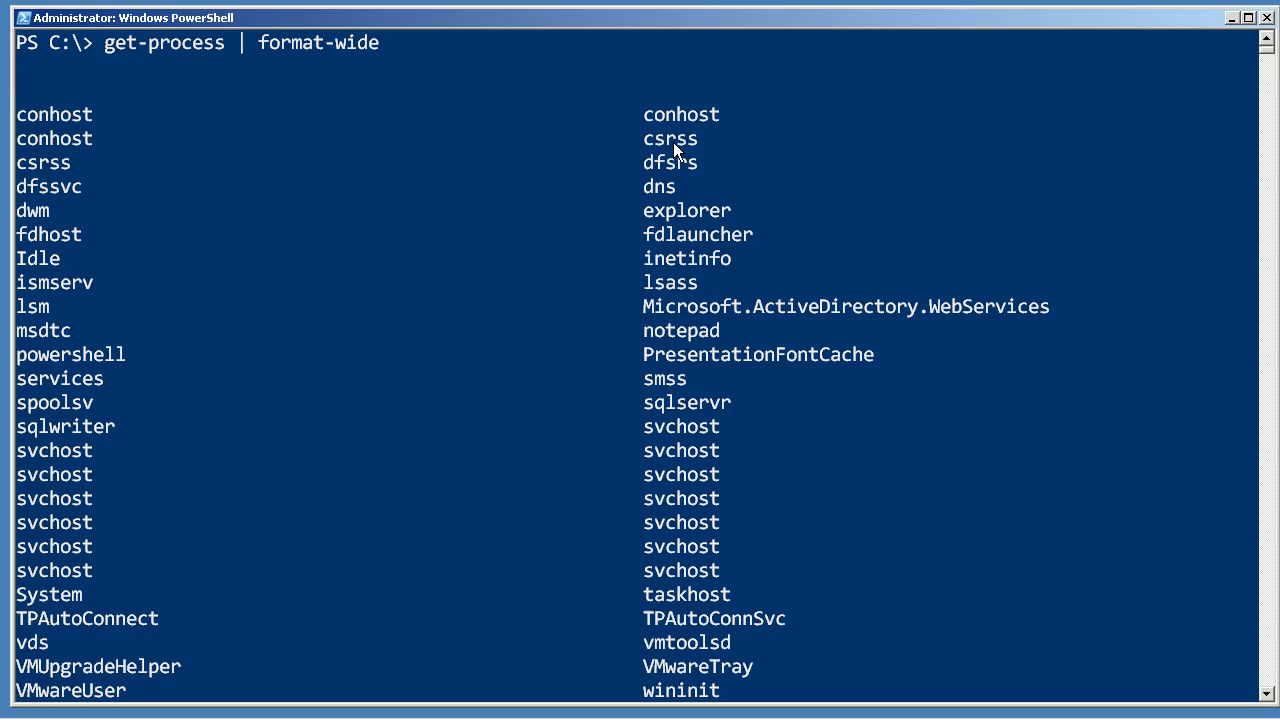 Administrator: Windows PowerShell
PS C:\> get-process | format-wide
conhost conhost
conhost csrss
csrss dfsrs
dfssvc dns
dwm explorer
fdhost fdlauncher
Idle inetinfo
ismserv lsass
lsm Microsoft.ActiveDirectory.WebServices
msdtc notepad
powershell PresentationFontCache
services smss
spoolsv sqlservr
sqlwriter svchost
svchost svchost
svchost svchost
svchost svchost
svchost svchost
svchost svchost
svchost svchost
System taskhost
TPAutoConnect TPAutoConnSvc
vds vmtoolsd
VMUpgradeHelper VMwareTray
VMwareUser wininit